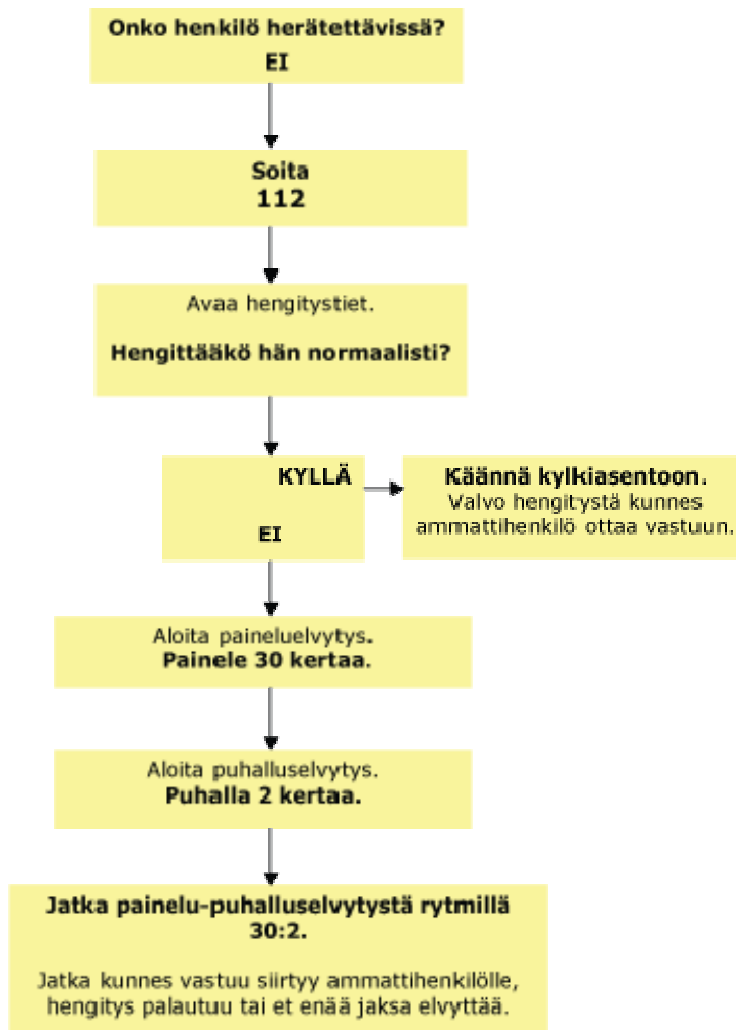 Onko henkilö herätettävissä?
EI
Soita
112
Avaa hengitystiet.
Hengittääkö hän normaalisti?
KYLLÄ
EI
Käännä kylkiasentoon.
Valvo hengitystä kunnes
ammattihenkilö ottaa vastuun.
Aloita paineluelvytys.
Painele 30 kertaa.
Aloita puhalluselvytys.
Puhalla 2 kertaa.
Jatka painelu-puhalluselvytystä rytmillä
30:2.
Jatka kunnes vastuu siirtyy ammattihenkilölle,
hengitys palautuu tai et enää jaksa elvyttää.